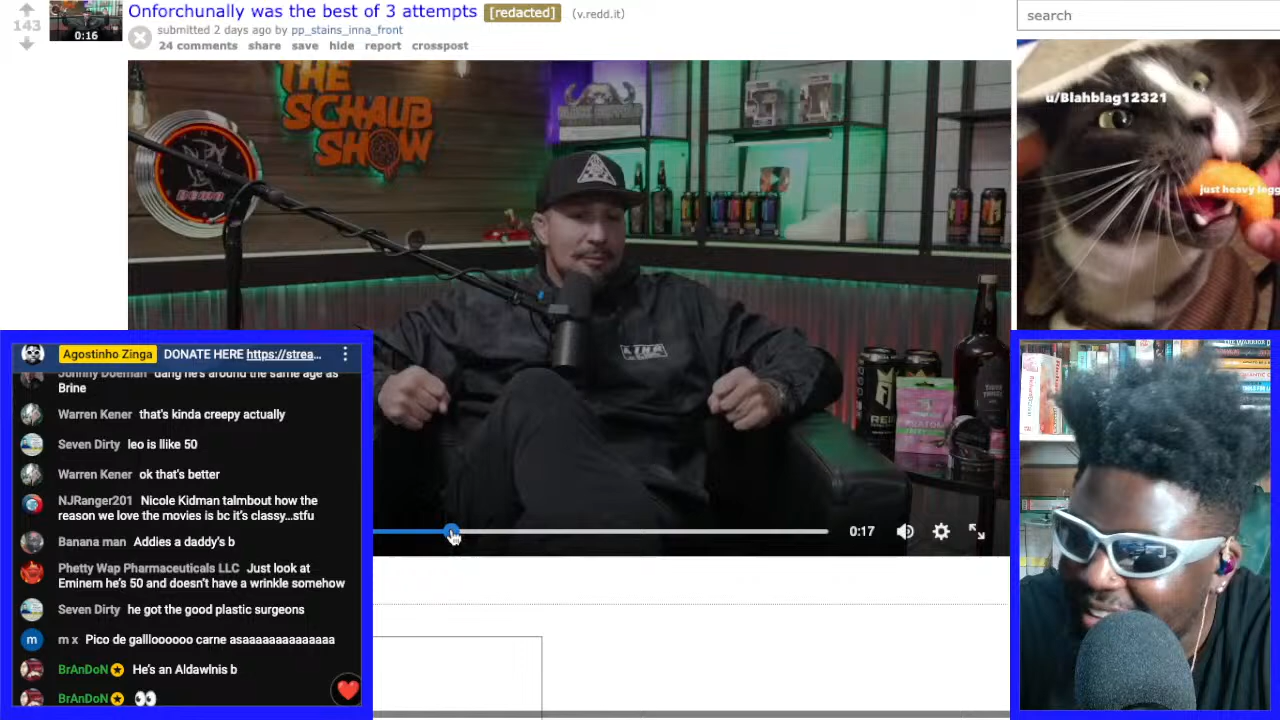 143
0:16
Onforchunally was the best of 3 attempts [redacted] (v.redd.it)
submitted 2 days ago by pp_stains_inna_front
24 comments share save hide report crosspost
search
u/Blahblag12321
THE
SCHAUB
SHOW
DEMON
0:17
Agostinho Zinga DONATE HERE https://strea...
Johnny Doeman dang he's around the same age as
Brine
Warren Kener that's kinda creepy actually
Seven Dirty leo is llike 50
Warren Kener ok that's better
NJRanger201 Nicole Kidman talmbout how the
reason we love the movies is bc it's classy...stfu
Banana man Addies a daddy's b
Phetty Wap Pharmaceuticals LLC Just look at
Eminem he's 50 and doesn't have a wrinkle somehow
Seven Dirty he got the good plastic surgeons
m
m x Pico de gallloooooo carne asaaaaaaaaaaaaaa
BrAnDoN He's an Aldawlnis b
BrAnDoN